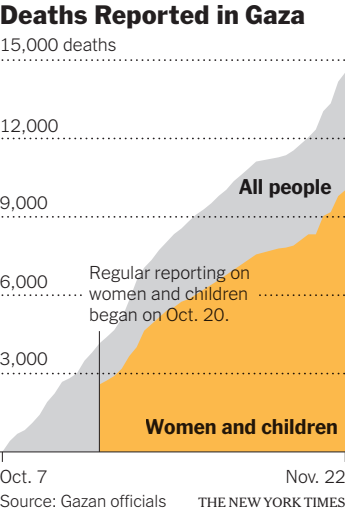 Deaths Reported in Gaza
15,000 deaths
12,000
All people
9,000
Regular reporting on
women and children
began on Oct. 20.
6,000
3,000
Women and children
Oct. 7
Nov. 22
Source: Gazan officials
THE NEW YORK TIMES